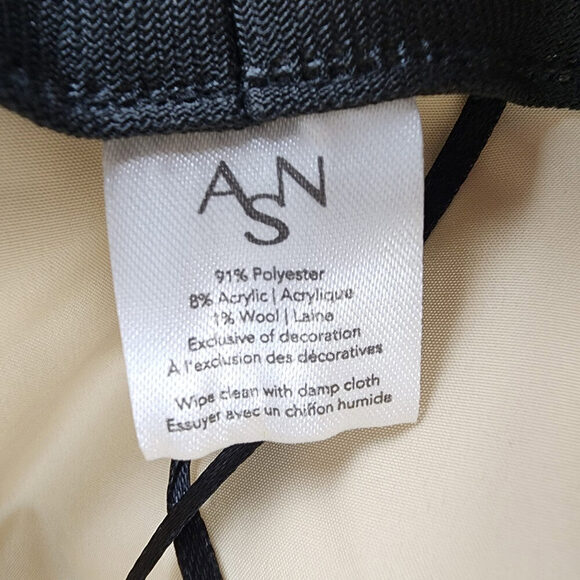 ASN
91% Polyester
8% Acrylic | Acrylique
1% Wool | Laine
Exclusive of decoration
À l'exclusion des décoratives
Wipe clean with damp cloth
Essuyer avec un chiffon humide